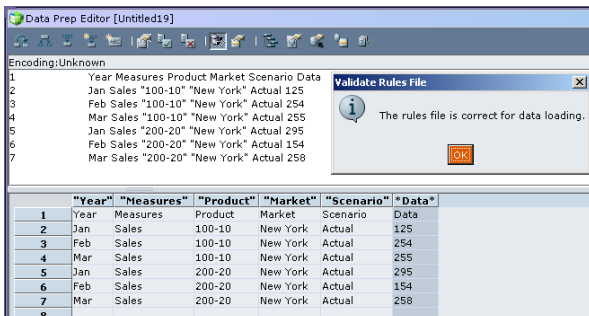 Data Prep Editor [Untitled19]
Encoding:Unknown
1 Year Measures Product Market Scenario Data
2 Jan Sales "100-10" "New York" Actual 125
3 Feb Sales "100-10" "New York" Actual 254
4 Mar Sales "100-10" "New York" Actual 255
5 Jan Sales "200-20" "New York" Actual 295
6 Feb Sales "200-20" "New York" Actual 154
7 Mar Sales "200-20" "New York" Actual 258
Validate Rules File
The rules file is correct for data loading.
OK
"Year" "Measures" "Product" "Market" "Scenario" *Data*
1 Year Measures Product Market Scenario Data
2 Jan Sales 100-10 New York Actual 125
3 Feb Sales 100-10 New York Actual 254
4 Mar Sales 100-10 New York Actual 255
5 Jan Sales 200-20 New York Actual 295
6 Feb Sales 200-20 New York Actual 154
7 Mar Sales 200-20 New York Actual 258
8